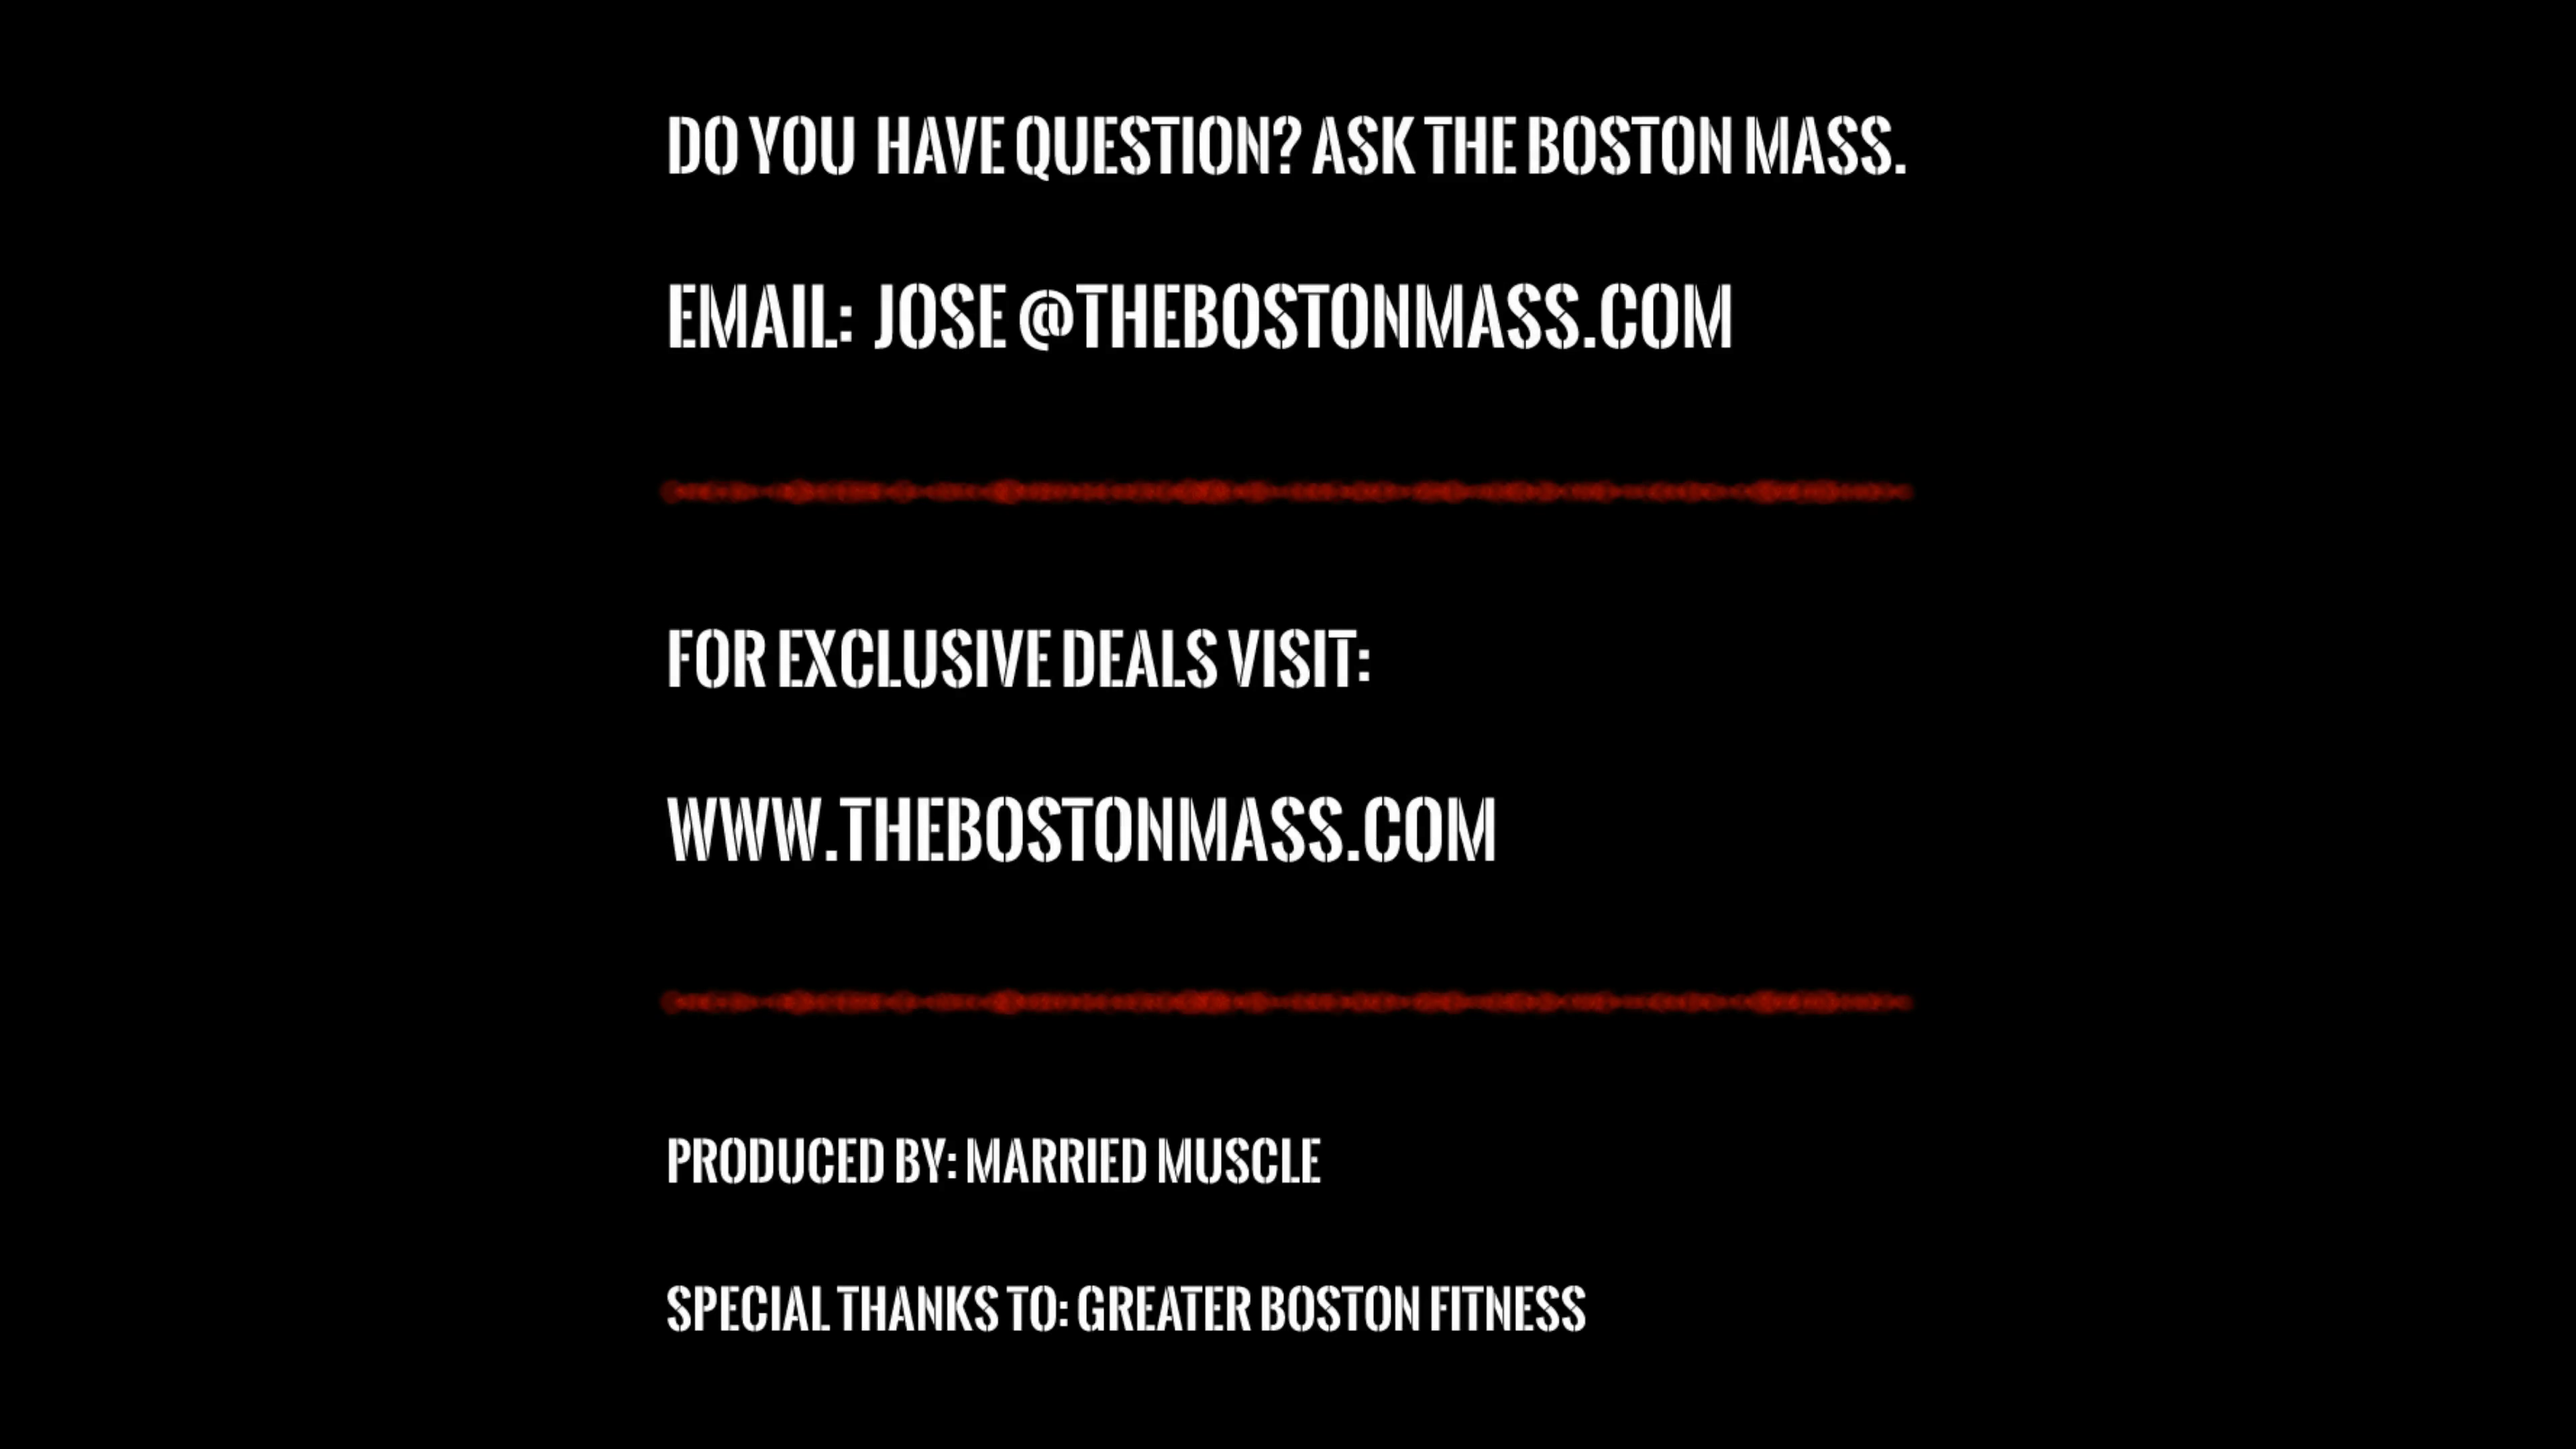 DO YOU HAVE QUESTION? ASK THE BOSTON MASS.
EMAIL: JOSE @THEBOSTONMASS.COM
FOR EXCLUSIVE DEALS VISIT:
WWW.THEBOSTONMASS.COM
PRODUCED BY: MARRIED MUSCLE
SPECIAL THANKS TO: GREATER BOSTON FITNESS